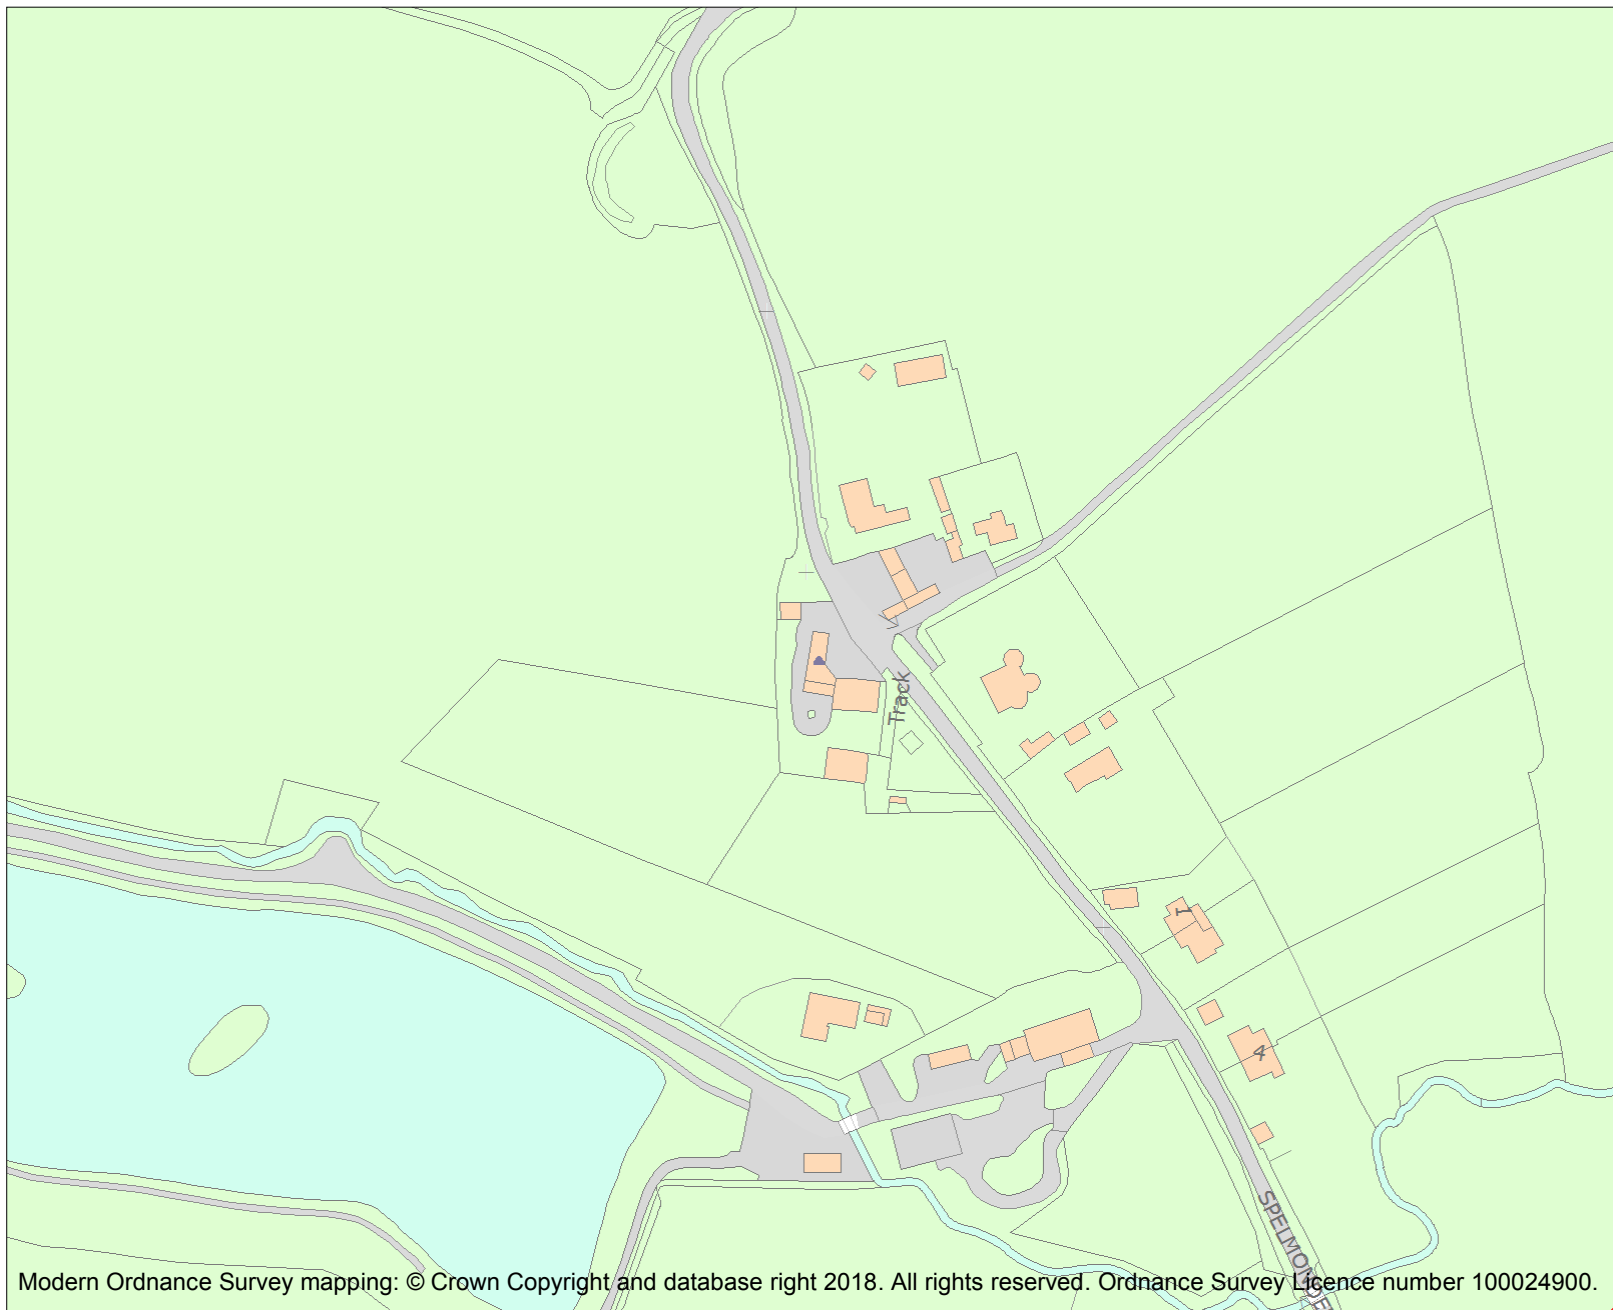 Track
1
4
SPELMONDE
Modern Ordnance Survey mapping: © Crown Copyright and database right 2018. All rights reserved. Ordnance Survey Licence number 100024900.